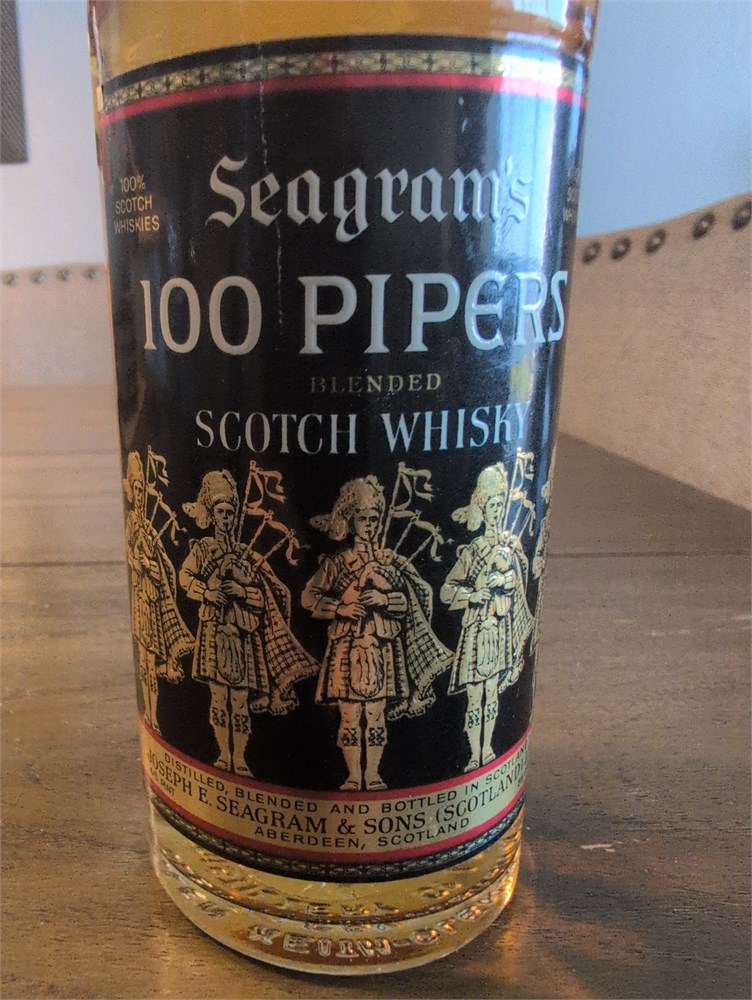 100%
SCOTCH
WHISKIES
Seagram's
100 PIPERS
BLENDED
SCOTCH WHISKY
DISTILLED, BLENDED AND BOTTLED IN SCOTLAND
JOSEPH E. SEAGRAM & SONS (SCOTLAND)
ABERDEEN, SCOTLAND